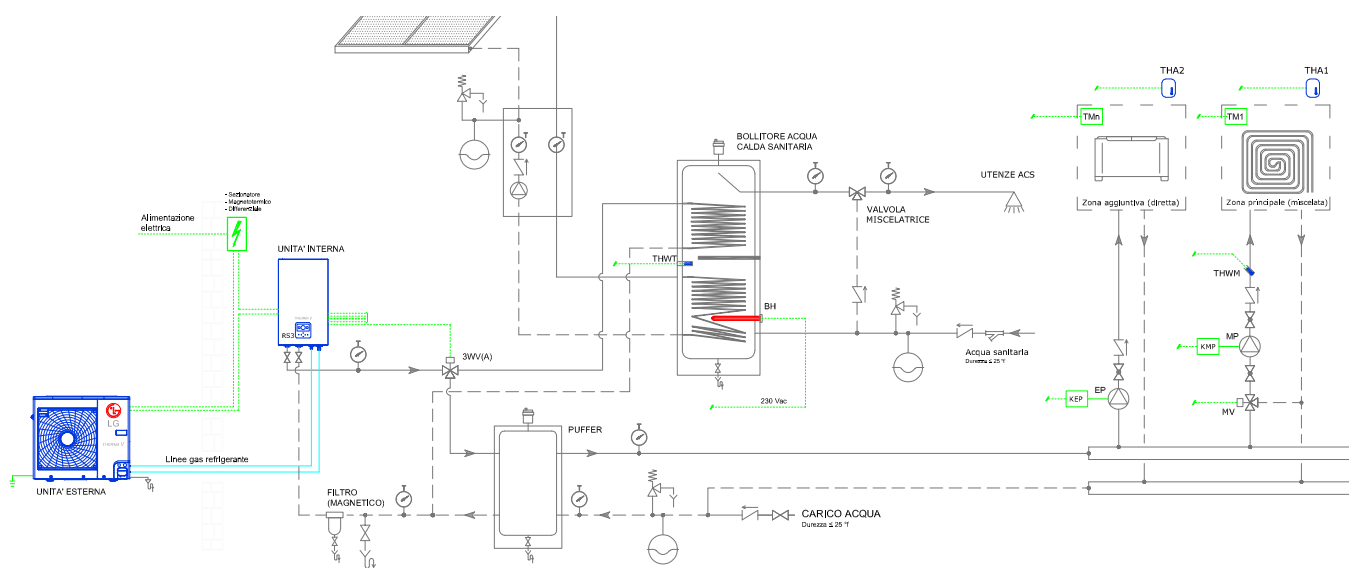 THA2
THA1
TMn
TM1
BOLLITORE ACQUA
CALDA SANITARIA
UTENZE ACS
VALVOLA
MISCELATRICE
Zona aggiuntiva (diretta)
Zona principale (miscelata)
- Sezionatore
- Magnetotermico
- Differenziale
Alimentazione
elettrica
UNITA' INTERNA
THWT
THWM
BH
RS3
3WV(A)
MP
KMP
Acqua sanitaria
Durezza ≤ 25 °f
230 Vac
KEP
EP
MV
LG
PUFFER
Linee gas refrigerante
UNITA' ESTERNA
FILTRO
(MAGNETICO)
CARICO ACQUA
Durezza ≤ 25 °f